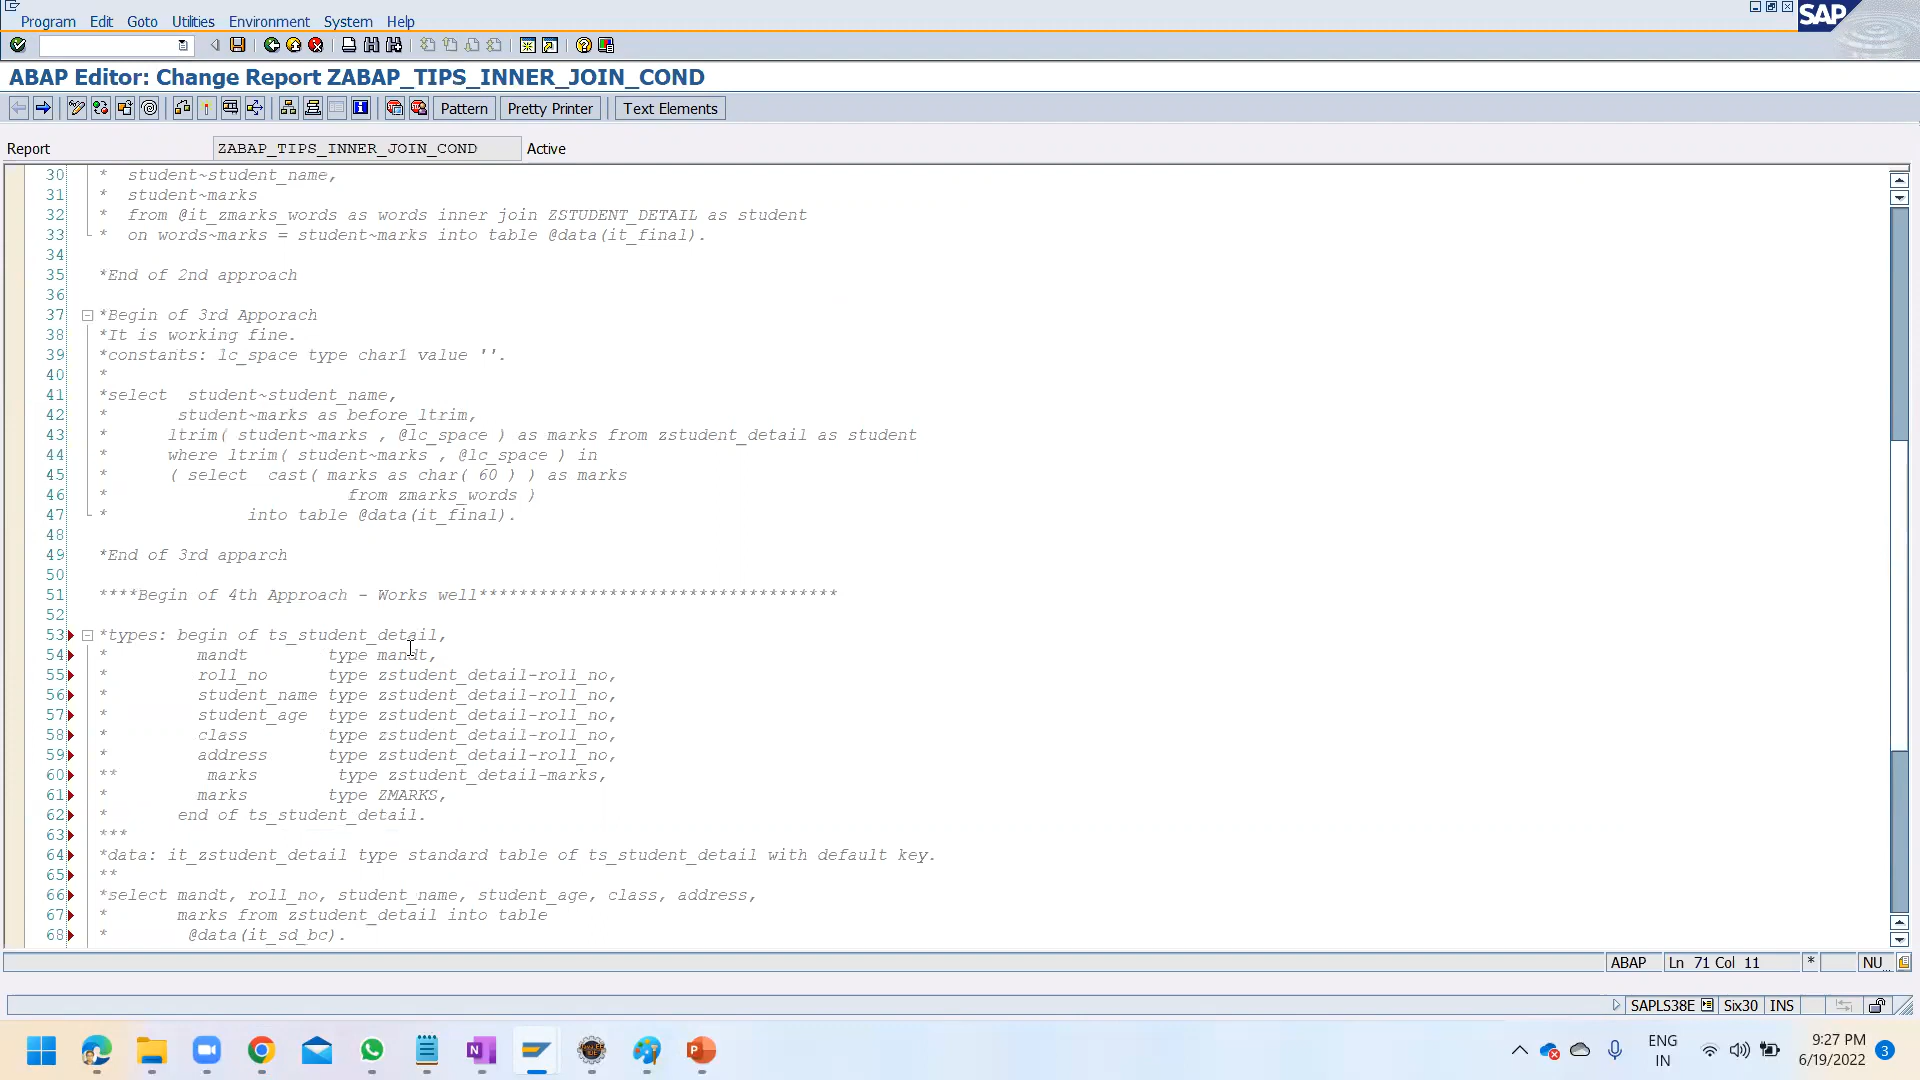 Program Edit Goto Utilities Environment System Help
SAP
ABAP Editor: Change Report ZABAP_TIPS_INNER_JOIN_COND
Pattern Pretty Printer Text Elements
Report ZABAP_TIPS_INNER_JOIN_COND Active
30 * student~student_name,
31 * student~marks
32 * from @it_zmarks_words as words inner join ZSTUDENT_DETAIL as student
33 * on words~marks = student~marks into table @data(it_final).
34
35 *End of 2nd approach
36
37 *Begin of 3rd Apporach
38 *It is working fine.
39 *constants: lc_space type char1 value ''.
40 *
41 *select student~student_name,
42 * student~marks as before_ltrim,
43 * ltrim( student~marks , @lc_space ) as marks from zstudent_detail as student
44 * where ltrim( student~marks , @lc_space ) in
45 * ( select cast( marks as char( 60 ) ) as marks
46 * from zmarks_words )
47 * into table @data(it_final).
48
49 *End of 3rd apparch
50
51 ****Begin of 4th Approach - Works well************************************
52
53 *types: begin of ts_student_detail,
54 * mandt type mandt,
55 * roll_no type zstudent_detail-roll_no,
56 * student_name type zstudent_detail-roll_no,
57 * student_age type zstudent_detail-roll_no,
58 * class type zstudent_detail-roll_no,
59 * address type zstudent_detail-roll_no,
60 ** marks type zstudent_detail-marks,
61 * marks type ZMARKS,
62 * end of ts_student_detail.
63 ***
64 *data: it_zstudent_detail type standard table of ts_student_detail with default key.
65 **
66 *select mandt, roll_no, student_name, student_age, class, address,
67 * marks from zstudent_detail into table
68 * @data(it_sd_bc).
ABAP Ln 71 Col 11 * NU...
SAPLS38E Six30 INS
ENG
IN
9:27 PM
6/19/2022
3